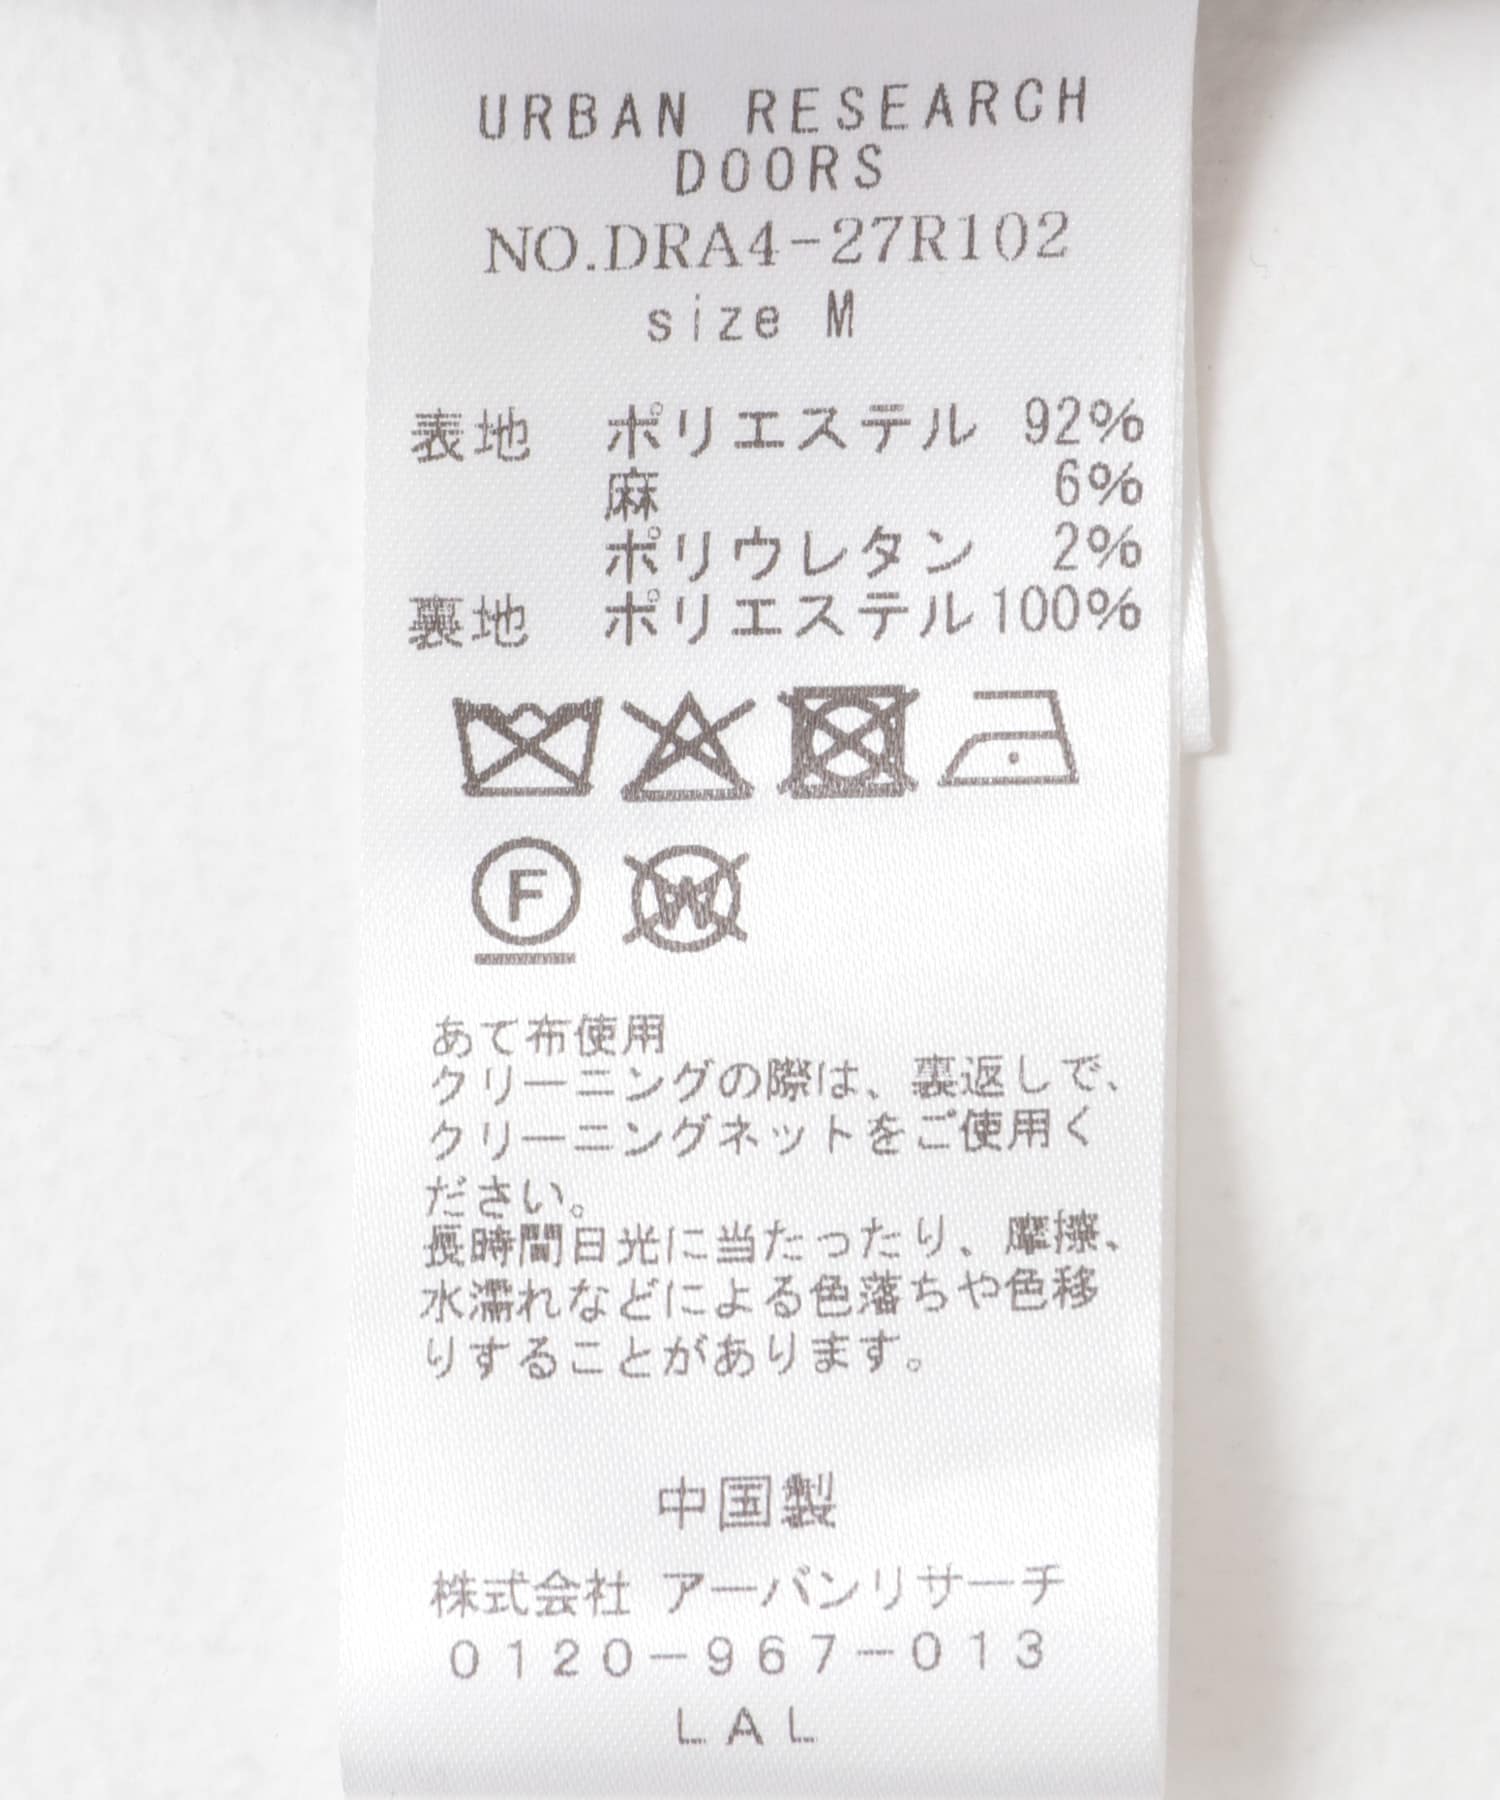 URBAN RESEARCH
DOORS
NO.DRA4-27R102
size M
表地 ポリエステル 92%
麻 6%
ポリウレタン 2%
裏地 ポリエステル 100%
F W
あて布使用
クリーニングの際は、裏返しで、
クリーニングネットをご使用く
ださい。
長時間日光に当たったり、摩擦、
水濡れなどによる色落ちや色移
りすることがあります。
中国製
株式会社 アーバンリサーチ
0120-967-013
LAL